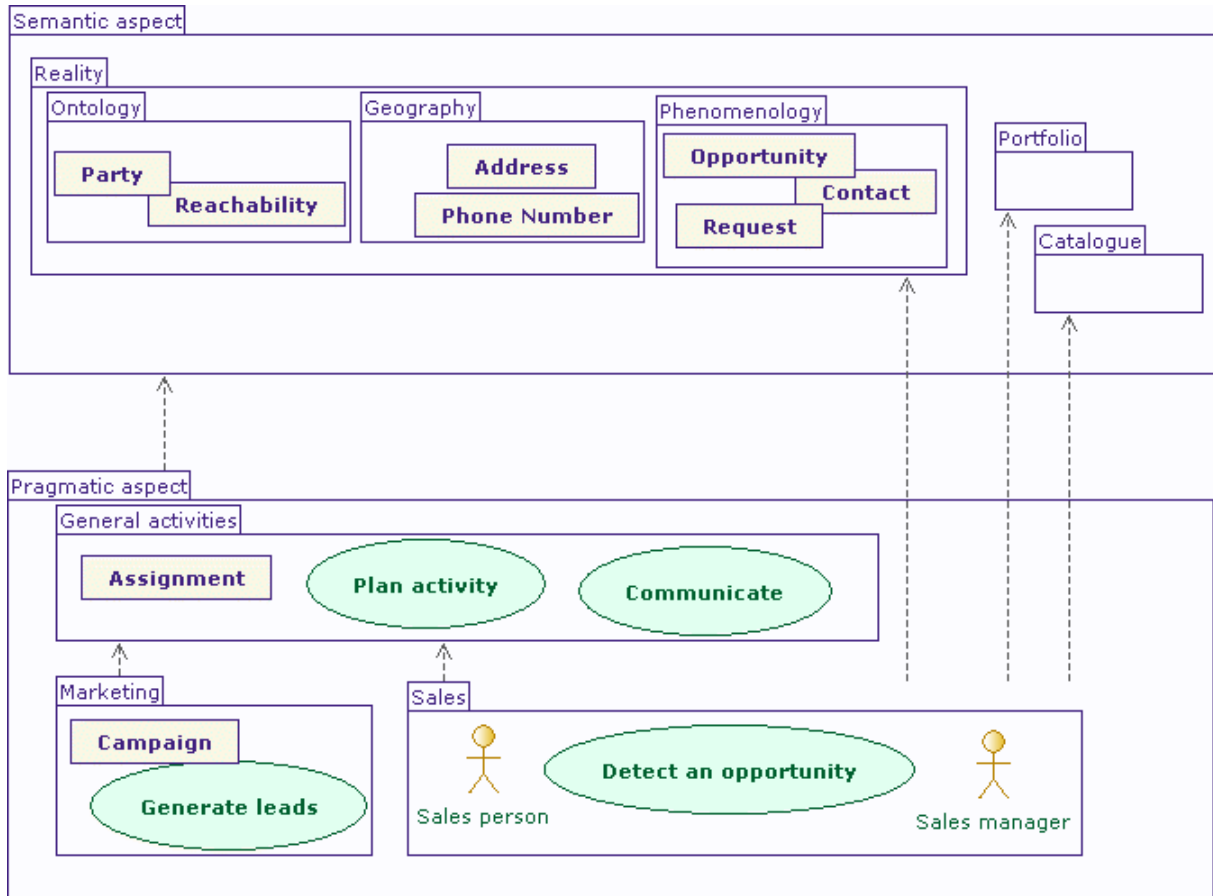 Semantic aspect
Reality
Ontology
Geography
Phenomenology
Portfolio
Party
Reachability
Address
Phone Number
Opportunity
Contact
Request
Catalogue
Pragmatic aspect
General activities
Assignment
Plan activity
Communicate
Marketing
Sales
Campaign
Generate leads
Detect an opportunity
Sales person
Sales manager